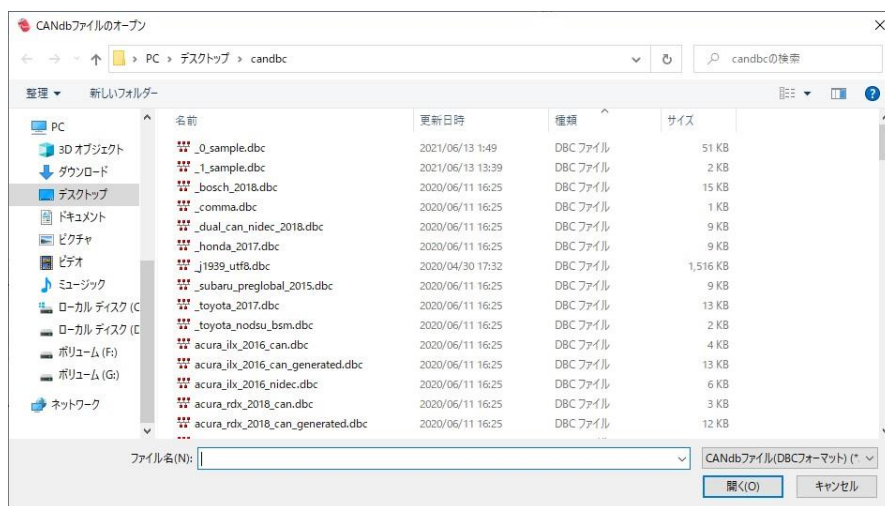 CANdbファイルのオープン
PC › デスクトップ › candbc
candbcの検索
整理
新しいフォルダー
PC
3D オブジェクト
ダウンロード
デスクトップ
ドキュメント
ピクチャ
ビデオ
ミュージック
ローカル ディスク (C
ローカル ディスク (D
ボリューム (F:)
ボリューム (G:)
ネットワーク
名前 更新日時 種類 サイズ
_0_sample.dbc 2021/06/13 1:49 DBC ファイル 51 KB
_1_sample.dbc 2021/06/13 13:39 DBC ファイル 2 KB
_bosch_2018.dbc 2020/06/11 16:25 DBC ファイル 15 KB
_comma.dbc 2020/06/11 16:25 DBC ファイル 1 KB
_dual_can_nidec_2018.dbc 2020/06/11 16:25 DBC ファイル 9 KB
_honda_2017.dbc 2020/06/11 16:25 DBC ファイル 9 KB
_j1939_utf8.dbc 2020/04/30 17:32 DBC ファイル 1,516 KB
_subaru_preglobal_2015.dbc 2020/06/11 16:25 DBC ファイル 9 KB
_toyota_2017.dbc 2020/06/11 16:25 DBC ファイル 13 KB
_toyota_nodsu_bsm.dbc 2020/06/11 16:25 DBC ファイル 2 KB
acura_ilx_2016_can.dbc 2020/06/11 16:25 DBC ファイル 4 KB
acura_ilx_2016_can_generated.dbc 2020/06/11 16:25 DBC ファイル 13 KB
acura_ilx_2016_nidec.dbc 2020/06/11 16:25 DBC ファイル 6 KB
acura_rdx_2018_can.dbc 2020/06/11 16:25 DBC ファイル 3 KB
acura_rdx_2018_can_generated.dbc 2020/06/11 16:25 DBC ファイル 12 KB
ファイル名(N):
CANdbファイル(DBCフォーマット) (*.
開く(O)
キャンセル